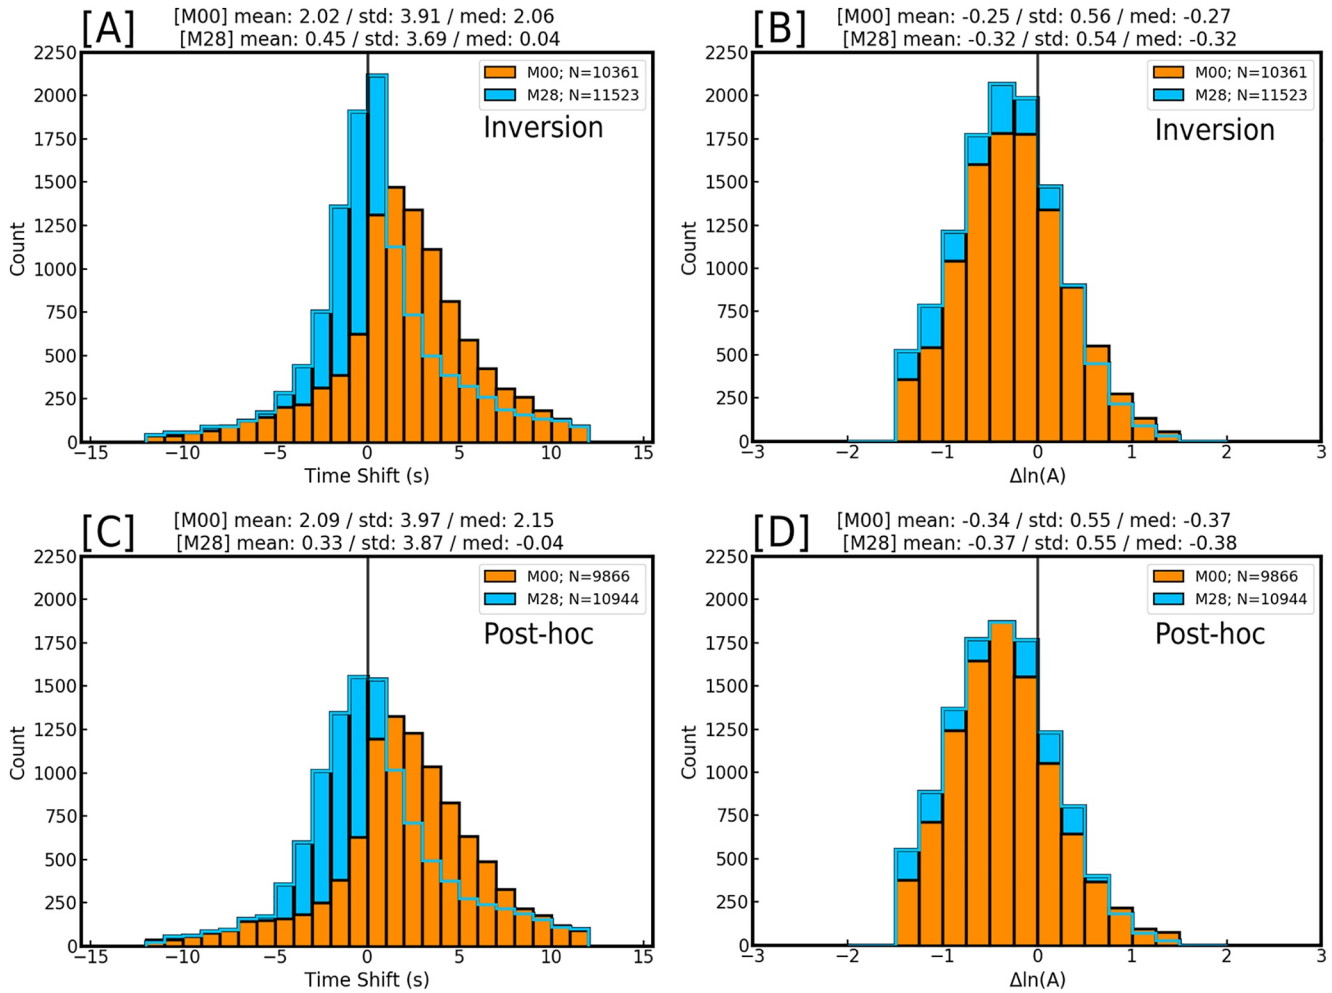 [A]
[M00] mean: 2.02 / std: 3.91 / med: 2.06
[M28] mean: 0.45 / std: 3.69 / med: 0.04
2250
2000
1750
1500
1250
1000
750
500
250
0
Count
M00; N=10361
M28; N=11523
Inversion
−15 −10 −5 0 5 10 15
Time Shift (s)
[B]
[M00] mean: -0.25 / std: 0.56 / med: -0.27
[M28] mean: -0.32 / std: 0.54 / med: -0.32
2250
2000
1750
1500
1250
1000
750
500
250
0
Count
M00; N=10361
M28; N=11523
Inversion
−3 −2 −1 0 1 2 3
Δln(A)
[C]
[M00] mean: 2.09 / std: 3.97 / med: 2.15
[M28] mean: 0.33 / std: 3.87 / med: -0.04
2250
2000
1750
1500
1250
1000
750
500
250
0
Count
M00; N=9866
M28; N=10944
Post-hoc
−15 −10 −5 0 5 10 15
Time Shift (s)
[D]
[M00] mean: -0.34 / std: 0.55 / med: -0.37
[M28] mean: -0.37 / std: 0.55 / med: -0.38
2250
2000
1750
1500
1250
1000
750
500
250
0
Count
M00; N=9866
M28; N=10944
Post-hoc
−3 −2 −1 0 1 2 3
Δln(A)